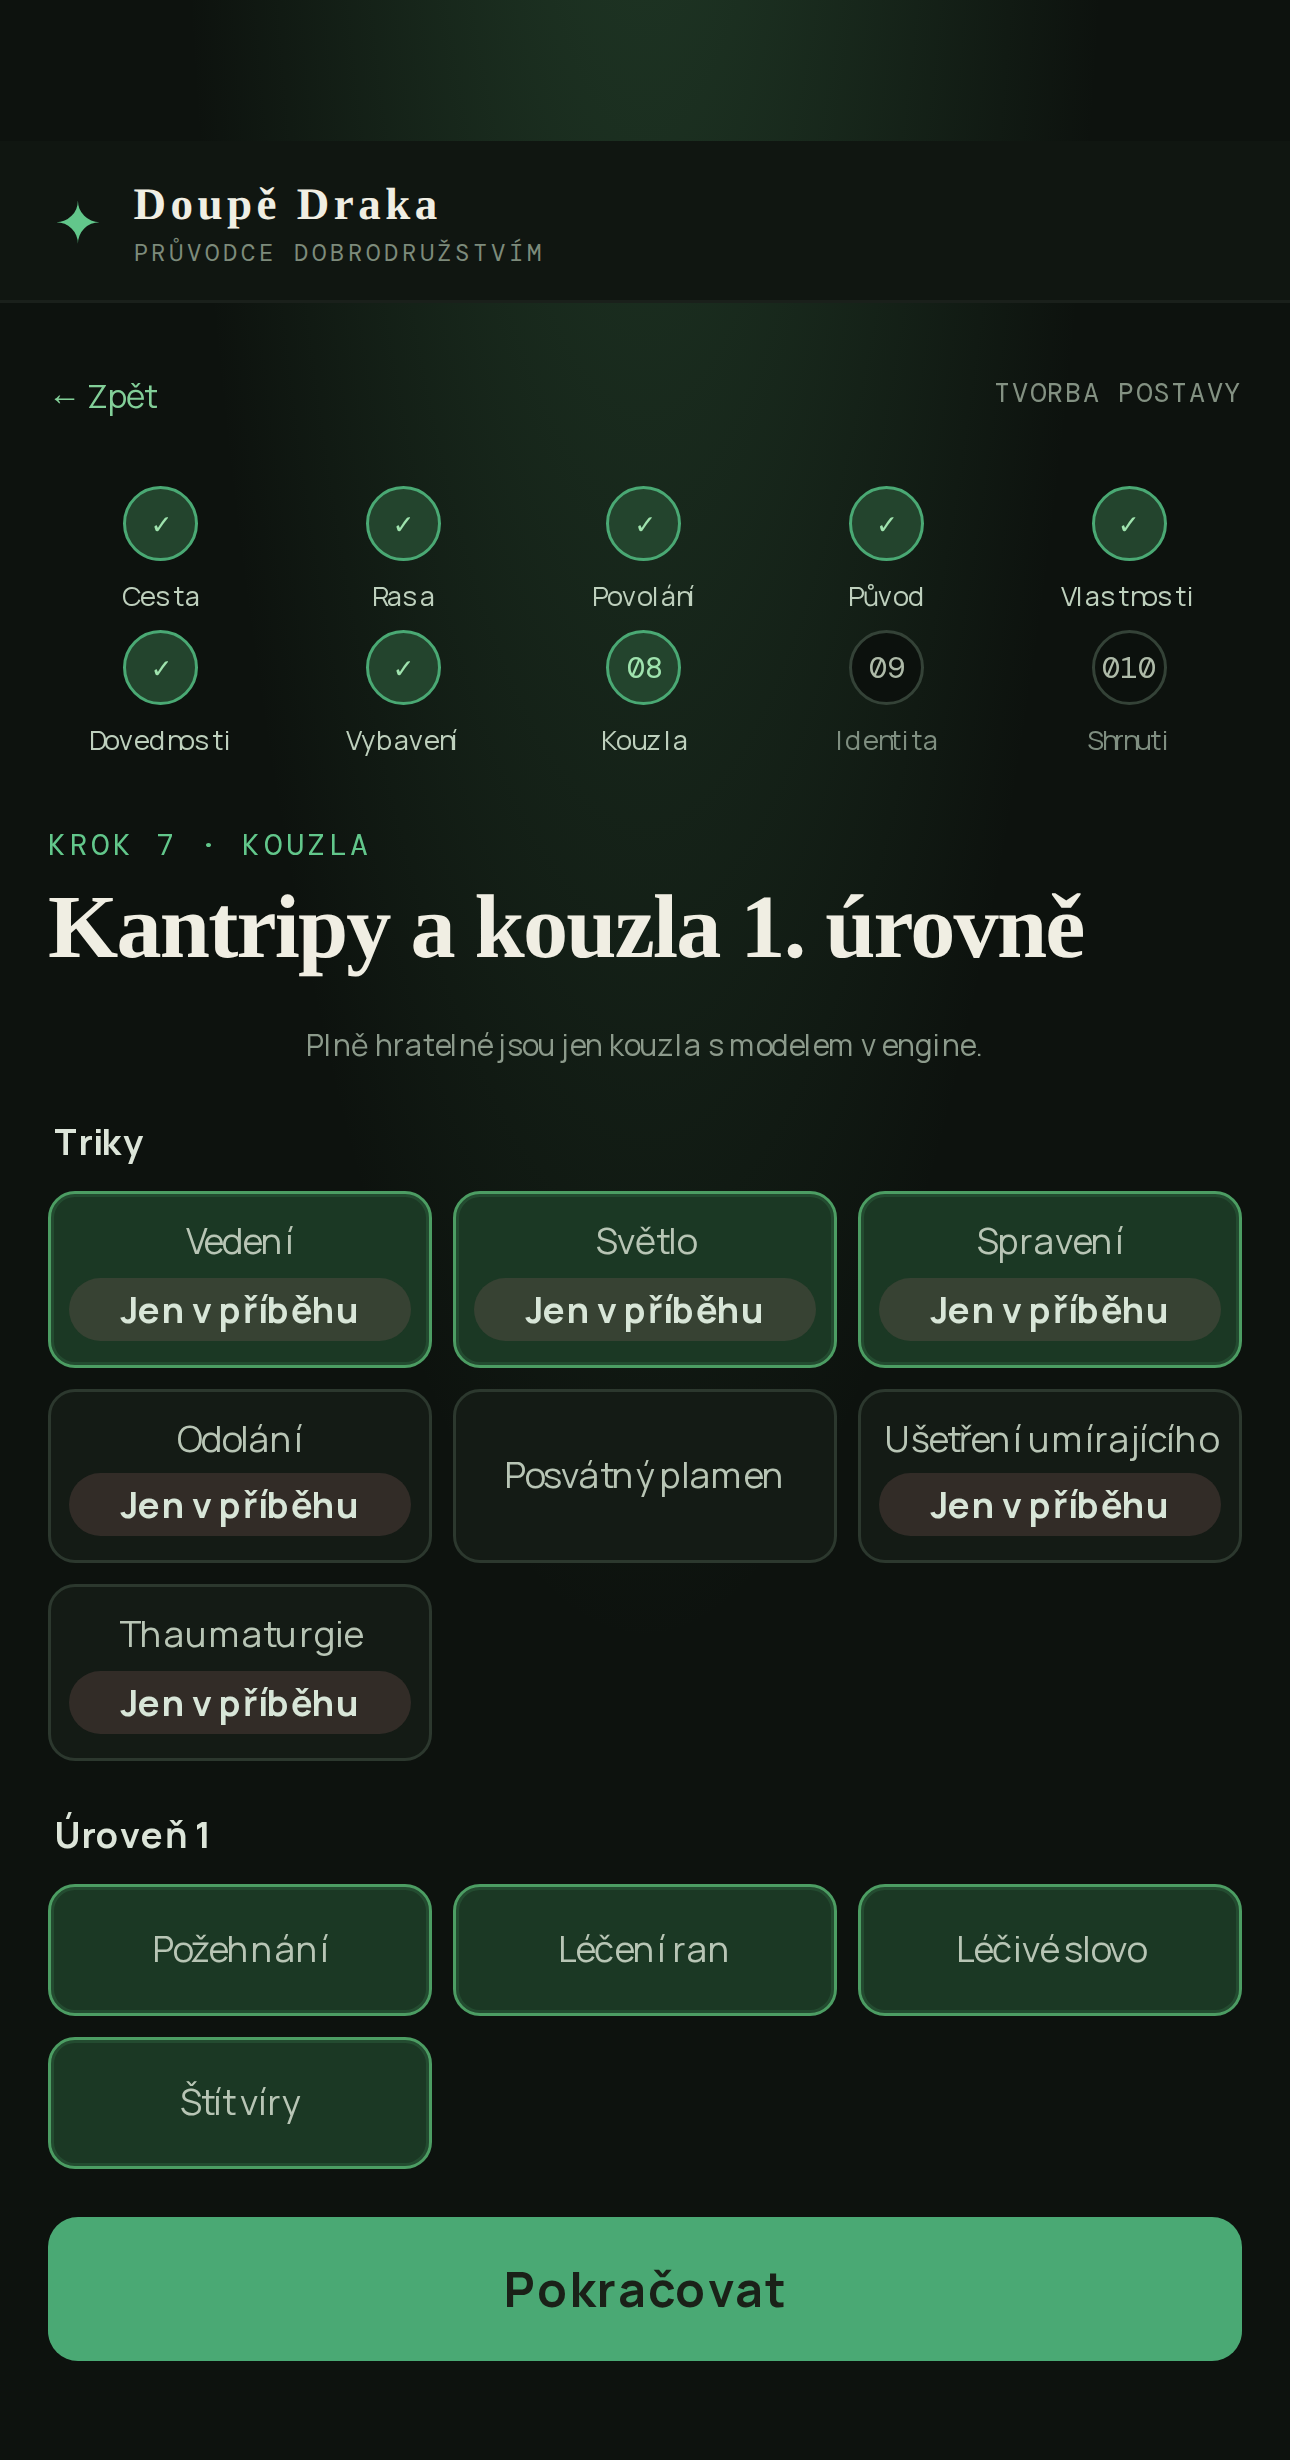 Doupě Draka
PRŮVODCE DOBRODRUŽSTVÍM
← Zpět
TVORBA POSTAVY
✓ ✓ ✓ ✓ ✓
Cesta Rasa Povolání Původ Vlastnosti
✓ ✓ 08 09 010
Dovednosti Vybavení Kouzla Identita Shrnuti
KROK 7 · KOUZLA
Kantripy a kouzla 1. úrovně
Plně hratelné jsou jen kouzla s modelem v engine.
Triky
Vedení Světlo Spravení
Jen v příběhu Jen v příběhu Jen v příběhu
Odolání Posvátný plamen Ušetření umírajícího
Jen v příběhu Jen v příběhu
Thaumaturgie
Jen v příběhu
Úroveň 1
Požehnání Léčení ran Léčivé slovo
Štít víry
Pokračovat